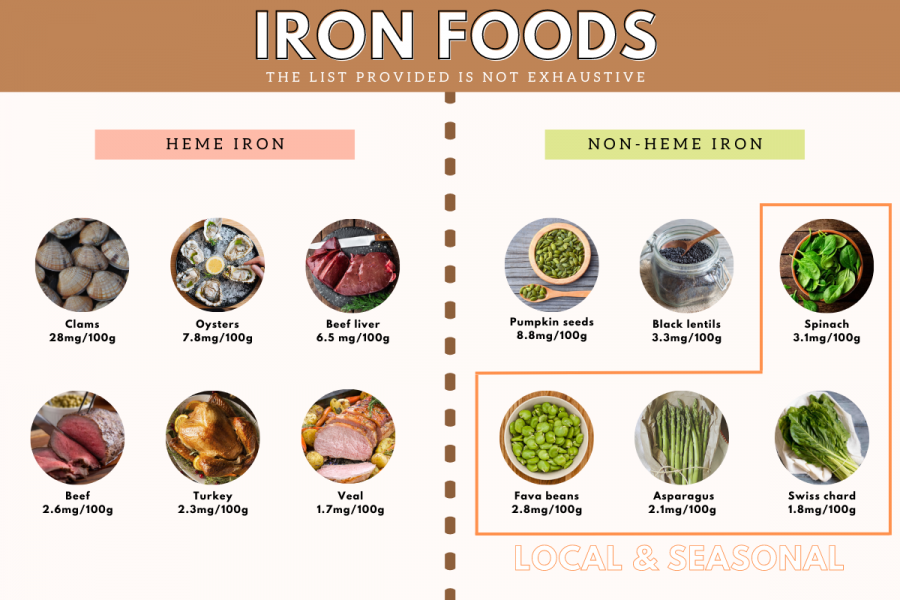 IRON FOODS
THE LIST PROVIDED IS NOT EXHAUSTIVE
HEME IRON
Clams
28mg/100g
Oysters
7.8mg/100g
Beef liver
6.5 mg/100g
Beef
2.6mg/100g
Turkey
2.3mg/100g
Veal
1.7mg/100g
NON-HEME IRON
Pumpkin seeds
8.8mg/100g
Black lentils
3.3mg/100g
Spinach
3.1mg/100g
Fava beans
2.8mg/100g
Asparagus
2.1mg/100g
Swiss chard
1.8mg/100g
LOCAL & SEASONAL